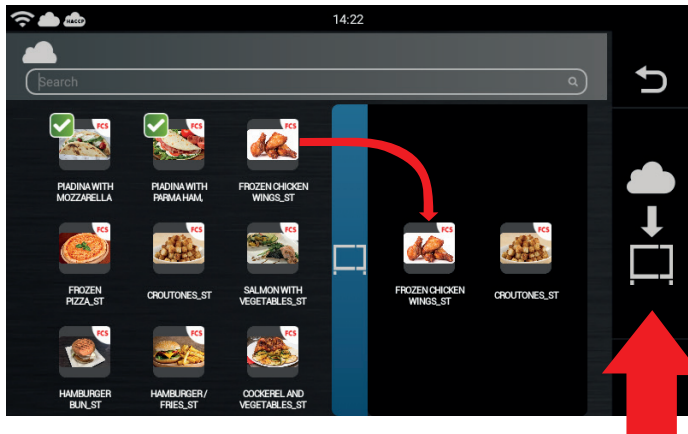 14:22
HACCP
Search
FCS
FCS
FCS
PIADINA WITH
MOZZARELLA
PIADINA WITH
PARMA HAM,
FROZEN CHICKEN
WINGS_ST
FCS
FCS
FCS
FCS
FCS
FROZEN
PIZZA_ST
CROUTONES_ST
SALMON WITH
VEGETABLES_ST
FROZEN CHICKEN
WINGS_ST
CROUTONES_ST
FCS
FCS
FCS
HAMBURGER
BUN_ST
HAMBURGER/
FRIES_ST
COCKEREL AND
VEGETABLES_ST